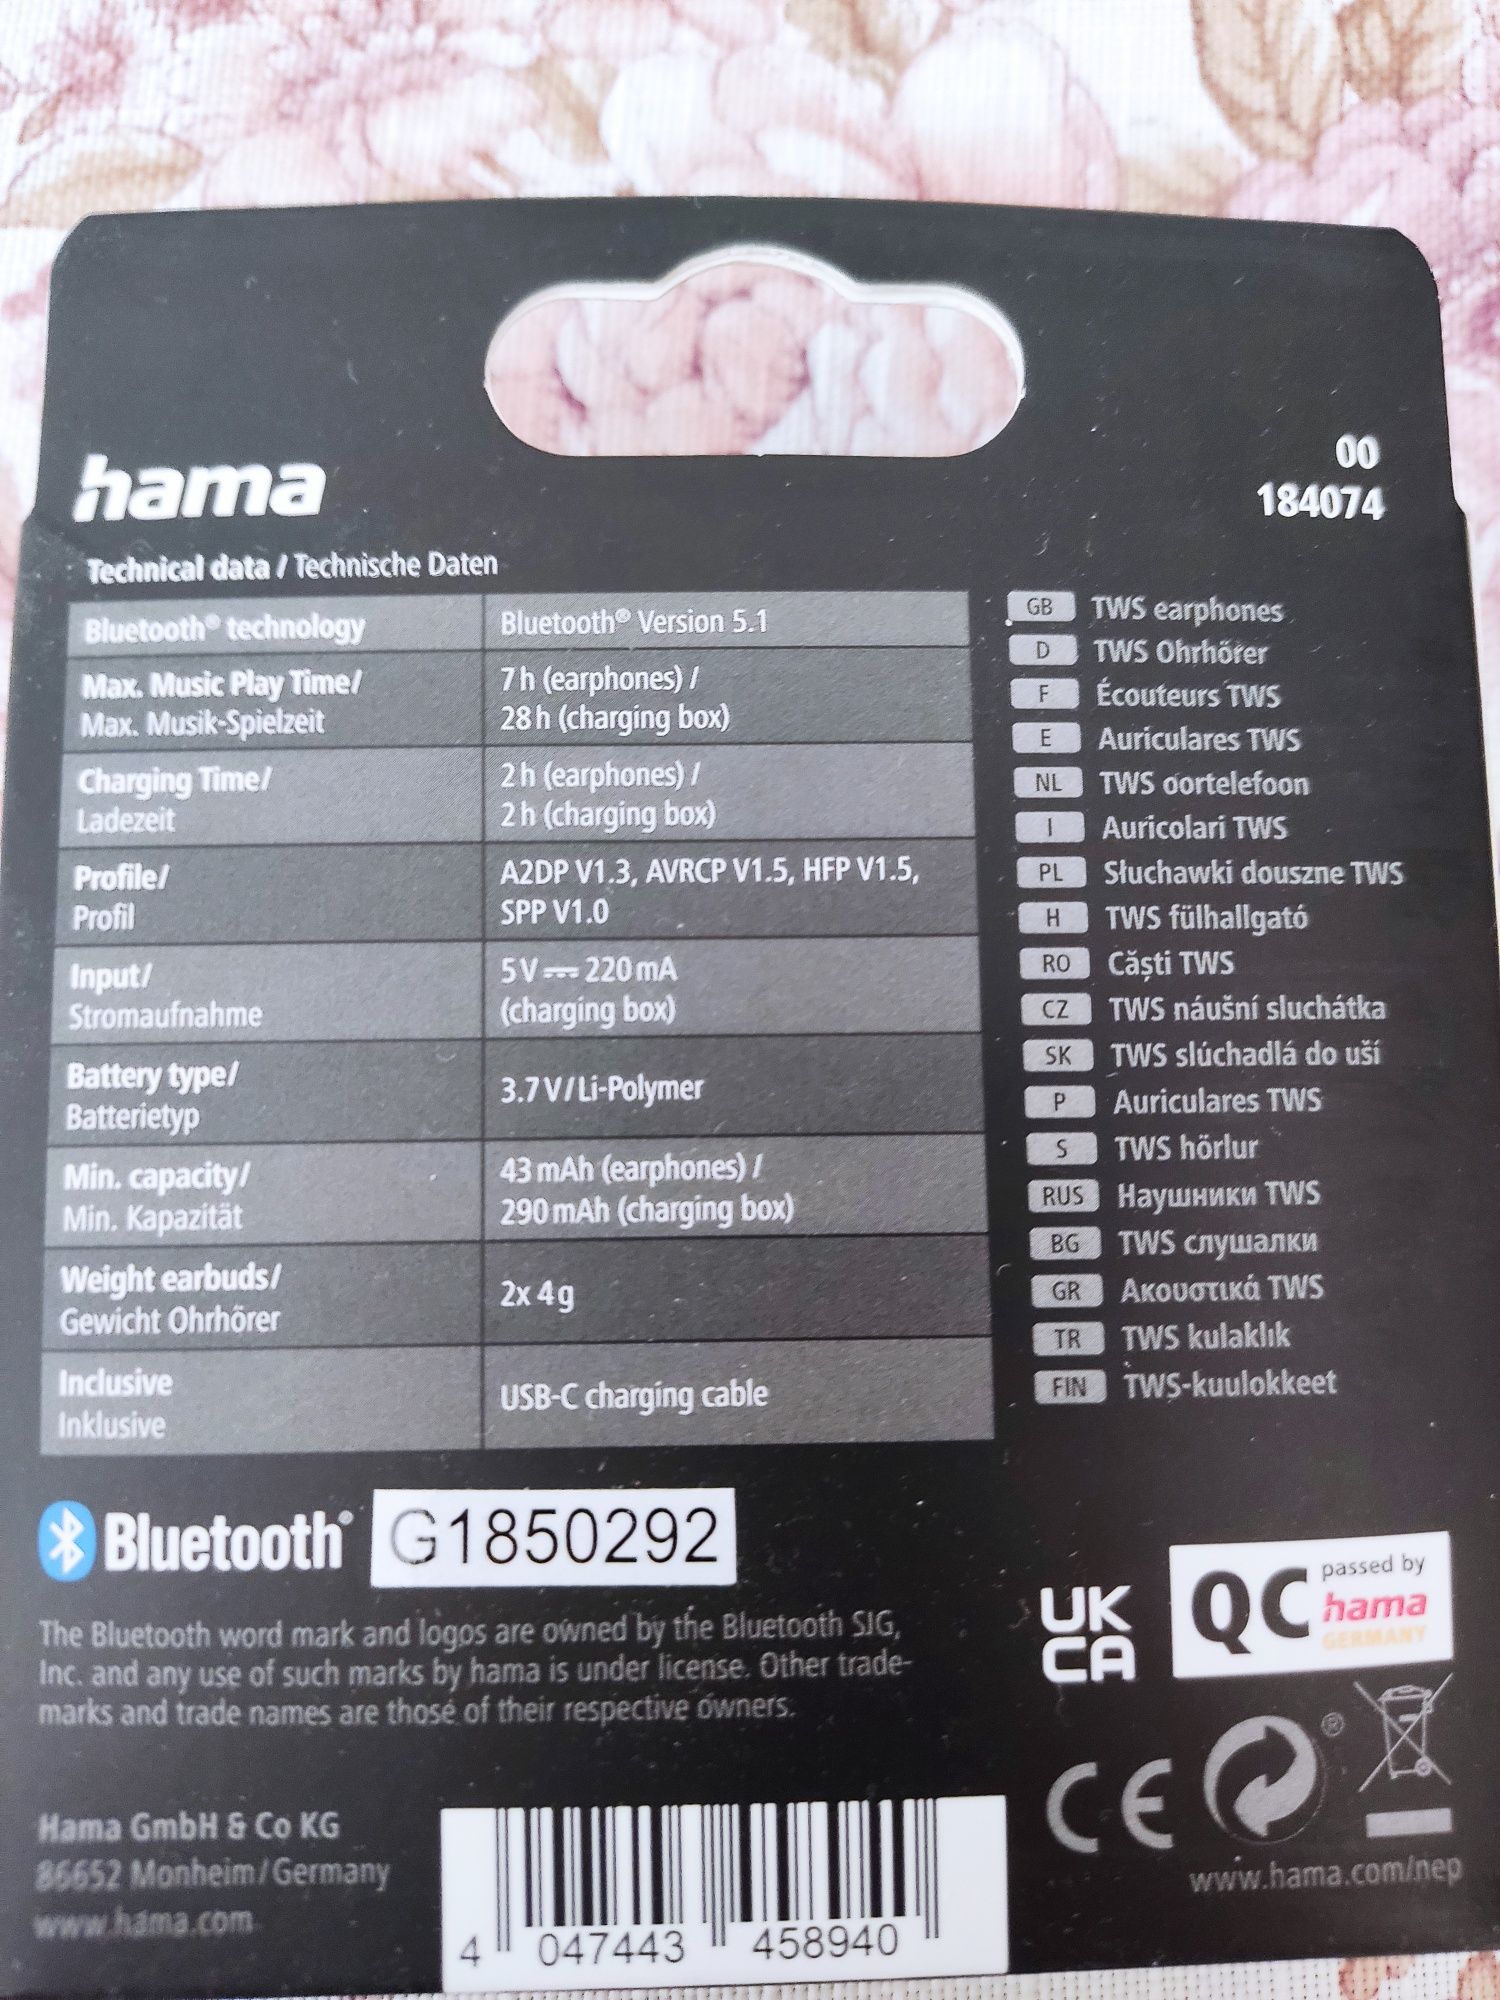 hama
00
184074
Technical data / Technische Daten
Bluetooth® technology
Bluetooth® Version 5.1
Max. Music Play Time/
Max. Musik-Spielzeit
7 h (earphones) /
28 h (charging box)
Charging Time/
Ladezeit
2 h (earphones) /
2 h (charging box)
Profile/
Profil
A2DP V1.3, AVRCP V1.5, HFP V1.5,
SPP V1.0
Input/
Stromaufnahme
5 V ⎓ 220 mA
(charging box)
Battery type/
Batterietyp
3.7 V/Li-Polymer
Min. capacity/
Min. Kapazität
43 mAh (earphones) /
290 mAh (charging box)
Weight earbuds/
Gewicht Ohrhörer
2x 4 g
Inclusive
Inklusive
USB-C charging cable
GB TWS earphones
D TWS Ohrhörer
F Écouteurs TWS
E Auriculares TWS
NL TWS oortelefoon
I Auricolari TWS
PL Słuchawki douszne TWS
H TWS fülhallgató
RO Căști TWS
CZ TWS náušní sluchátka
SK TWS slúchadlá do uší
P Auriculares TWS
S TWS hörlur
RUS Наушники TWS
BG TWS слушалки
GR Ακουστικά TWS
TR TWS kulaklık
FIN TWS-kuulokkeet
Bluetooth® G1850292
The Bluetooth word mark and logos are owned by the Bluetooth SIG,
Inc. and any use of such marks by hama is under license. Other trade-
marks and trade names are those of their respective owners.
UK
CA
QC passed by
hama
GERMANY
CE
®
www.hama.com/nep
Hama GmbH & Co KG
86652 Monheim/Germany
www.hama.com
4 047443 458940